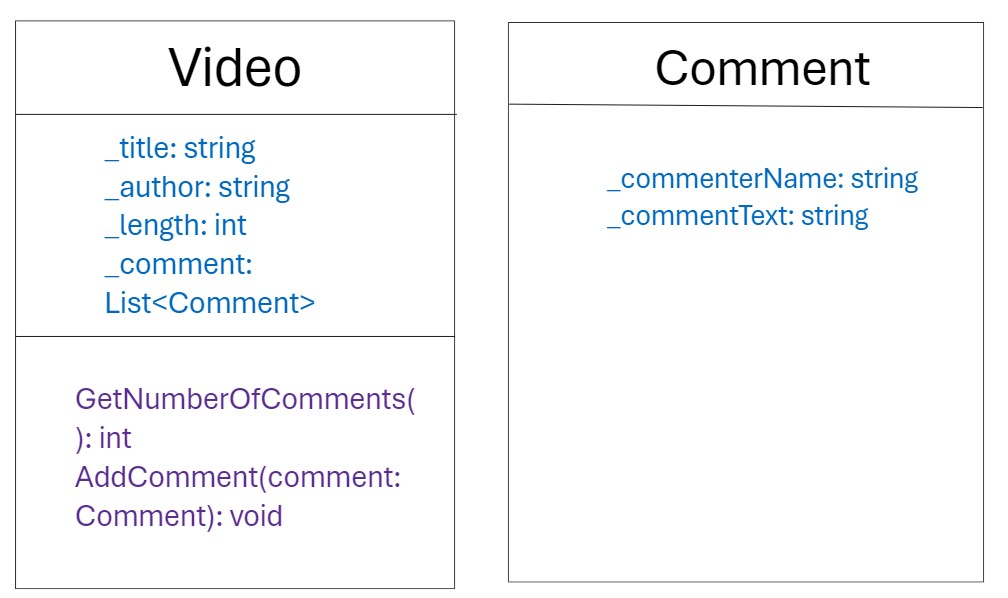 Video
_title: string
_author: string
_length: int
_comment:
List<Comment>
GetNumberOfComments(
): int
AddComment(comment:
Comment): void
Comment
_commenterName: string
_commentText: string